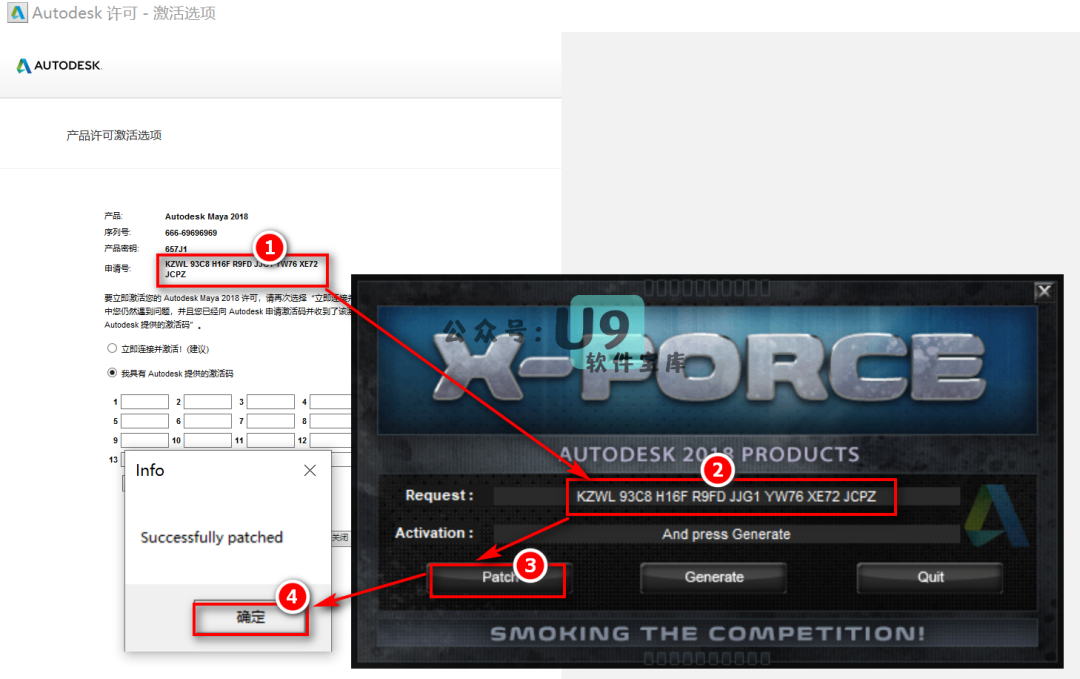 Autodesk 许可 - 激活选项
AUTODESK.
产品许可激活选项
产品: Autodesk Maya 2018
序列号: 666-69696969
产品密钥: 657J1
申请号: KZWL 93C8 H16F R9FD JJG1 YW76 XE72
JCPZ
1
要立即激活您的 Autodesk Maya 2018 许可，请再次选择 "立即连接并
中您仍然遇到问题，并且您已经向 Autodesk 申请激活码并收到了该
Autodesk 提供的激活码"。
立即连接并激活! (建议)
我具有 Autodesk 提供的激活码
1 2 3 4
5 6 7 8
9 10 11 12
13
关闭
Info
Successfully patched
4
确定
公众号: U9
软件宝库
X-FORCE
AUTODESK 2018 PRODUCTS
2
Request : KZWL 93C8 H16F R9FD JJG1 YW76 XE72 JCPZ
Activation : And press Generate
3
Patch Generate Quit
SMOKING THE COMPETITION!